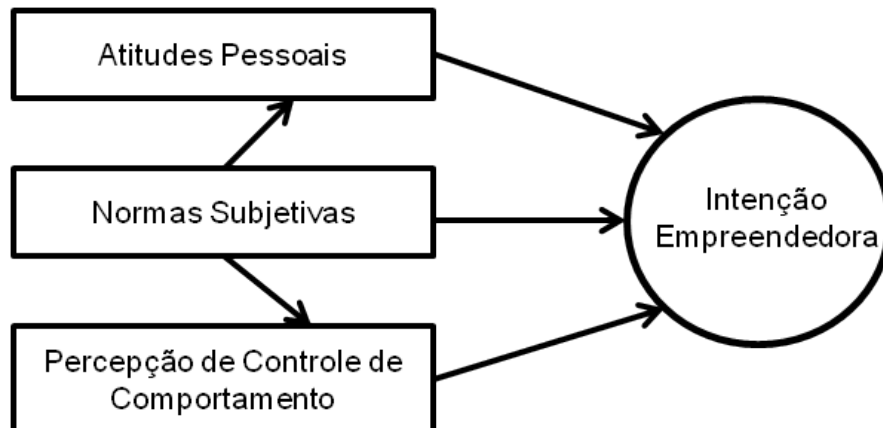 Atitudes Pessoais
Normas Subjetivas
Percepção de Controle de
Comportamento
Intenção
Empreendedora